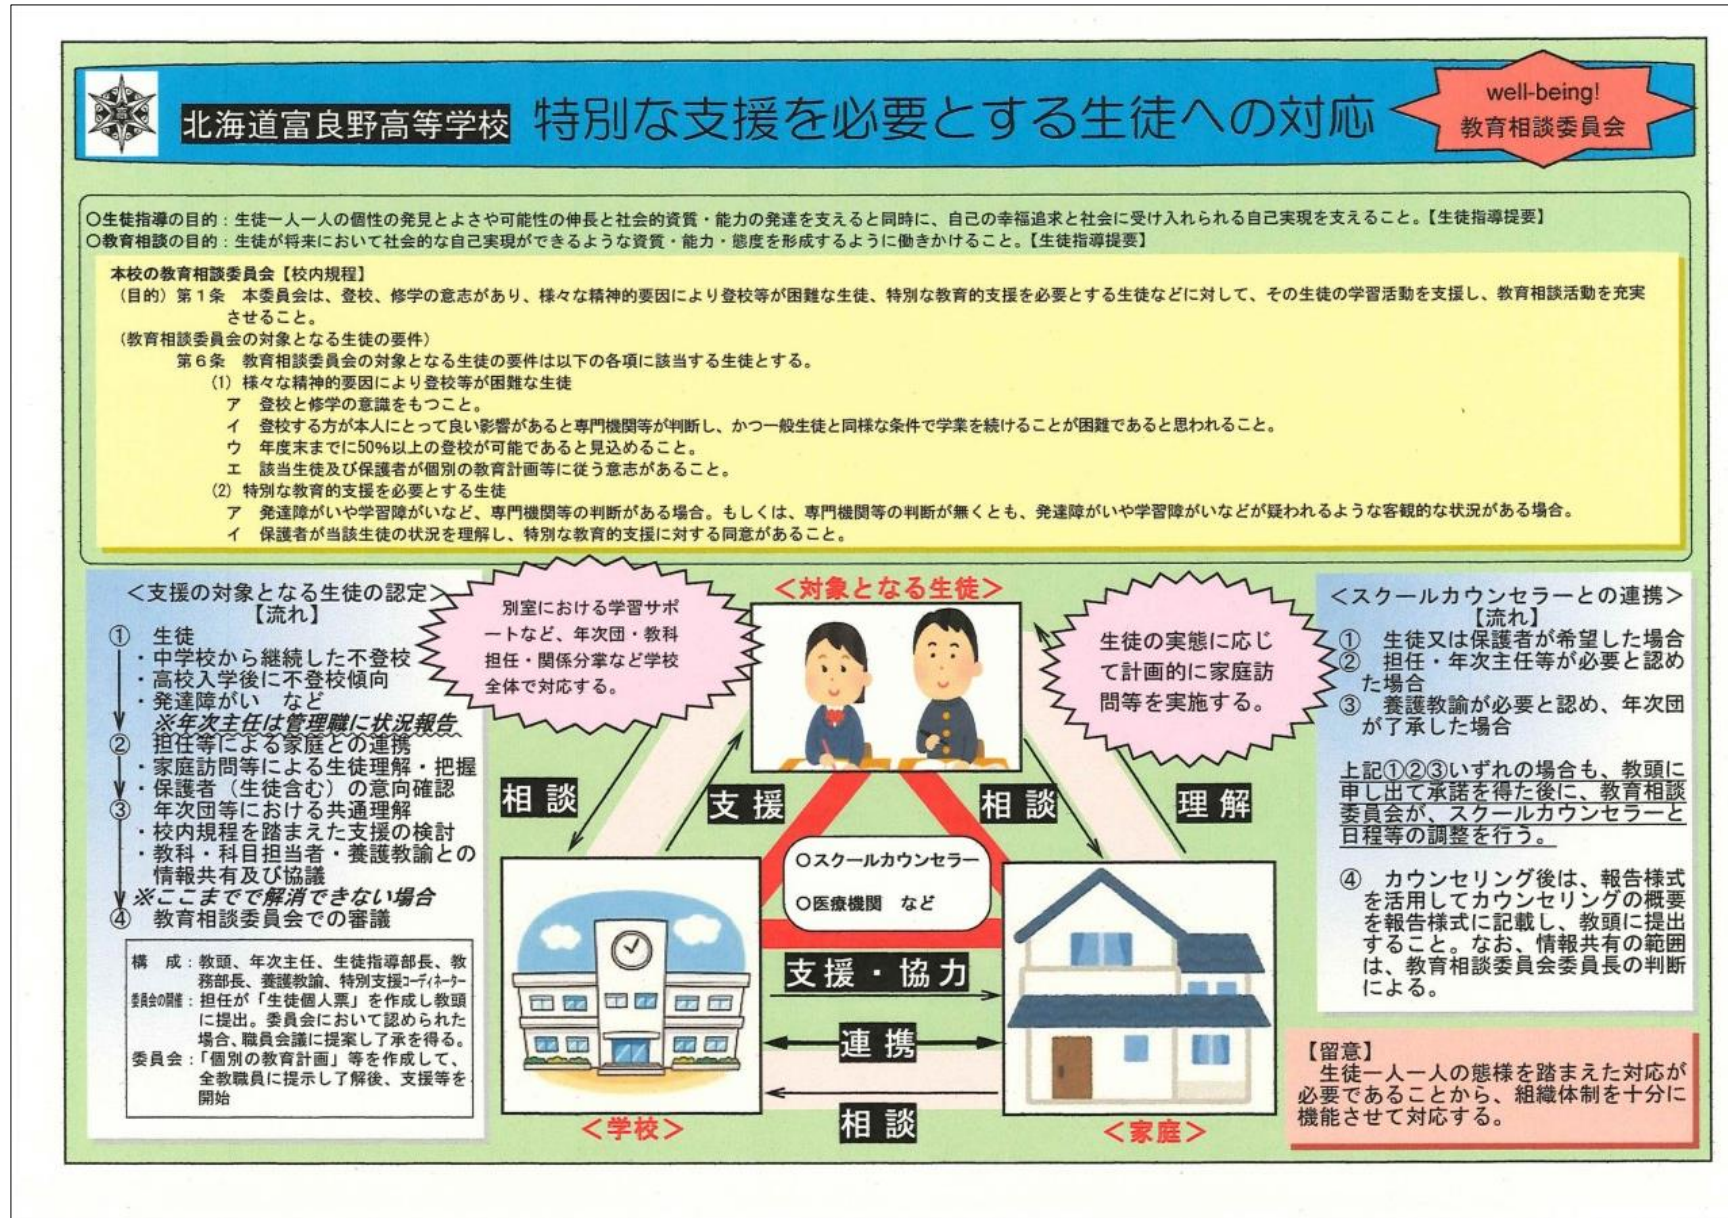 北海道富良野高等学校
特別な支援を必要とする生徒への対応
well-being!
教育相談委員会
○生徒指導の目的：生徒一人一人の個性の発見とよさや可能性の伸長と社会的資質・能力の発達を支えると同時に、自己の幸福追求と社会に受け入れられる自己実現を支えること。【生徒指導提要】
○教育相談の目的：生徒が将来において社会的な自己実現ができるような資質・能力・態度を形成するように働きかけること。【生徒指導提要】
本校の教育相談委員会【校内規程】
（目的）第1条　本委員会は、登校、修学の意志があり、様々な精神的要因により登校等が困難な生徒、特別な教育的支援を必要とする生徒などに対して、その生徒の学習活動を支援し、教育相談活動を充実
させること。
（教育相談委員会の対象となる生徒の要件）
第6条　教育相談委員会の対象となる生徒の要件は以下の各項に該当する生徒とする。
(1) 様々な精神的要因により登校等が困難な生徒
ア　登校と修学の意識をもつこと。
イ　登校する方が本人にとって良い影響があると専門機関等が判断し、かつ一般生徒と同様な条件で学業を続けることが困難であると思われること。
ウ　年度末までに50%以上の登校が可能であると見込めること。
エ　該当生徒及び保護者が個別の教育計画等に従う意志があること。
(2) 特別な教育的支援を必要とする生徒
ア　発達障がいや学習障がいなど、専門機関等の判断がある場合。もしくは、専門機関等の判断が無くとも、発達障がいや学習障がいなどが疑われるような客観的な状況がある場合。
イ　保護者が当該生徒の状況を理解し、特別な教育的支援に対する同意があること。
＜支援の対象となる生徒の認定＞
【流れ】
①　生徒
・中学校から継続した不登校
・高校入学後に不登校傾向
・発達障がい　など
※年次主任は管理職に状況報告
②　担任等による家庭との連携
・家庭訪問等による生徒理解・把握
・保護者（生徒含む）の意向確認
③　年次団等における共通理解
・校内規程を踏まえた支援の検討
・教科・科目担当者・養護教諭との
情報共有及び協議
※ここまでで解消できない場合
④　教育相談委員会での審議
構　成：教頭、年次主任、生徒指導部長、教
務部長、養護教諭、特別支援コーディネーター
委員会の開催：担任が「生徒個人票」を作成し教頭
に提出。委員会において認められた
場合、職員会議に提案し了承を得る。
委員会：「個別の教育計画」等を作成して、
全教職員に提示し了解後、支援等を
開始
別室における学習サポ
ートなど、年次団・教科
担任・関係分掌など学校
全体で対応する。
＜対象となる生徒＞
生徒の実態に応じ
て計画的に家庭訪
問等を実施する。
相談
支援
相談
理解
○スクールカウンセラー
○医療機関　など
支援・協力
連携
相談
＜学校＞
＜家庭＞
＜スクールカウンセラーとの連携＞
【流れ】
①　生徒又は保護者が希望した場合
②　担任・年次主任等が必要と認め
た場合
③　養護教諭が必要と認め、年次団
が了承した場合
上記①②③いずれの場合も、教頭に
申し出て承諾を得た後に、教育相談
委員会が、スクールカウンセラーと
日程等の調整を行う。
④　カウンセリング後は、報告様式
を活用してカウンセリングの概要
を報告様式に記載し、教頭に提出
すること。なお、情報共有の範囲
は、教育相談委員会委員長の判断
による。
【留意】
生徒一人一人の態様を踏まえた対応が
必要であることから、組織体制を十分に
機能させて対応する。